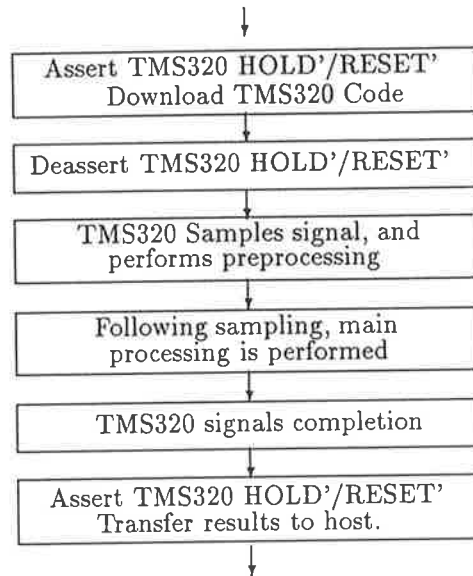 Assert TMS320 HOLD'/RESET'
Download TMS320 Code
Deassert TMS320 HOLD'/RESET'
TMS320 Samples signal, and
performs preprocessing
Following sampling, main
processing is performed
TMS320 signals completion
Assert TMS320 HOLD'/RESET'
Transfer results to host.